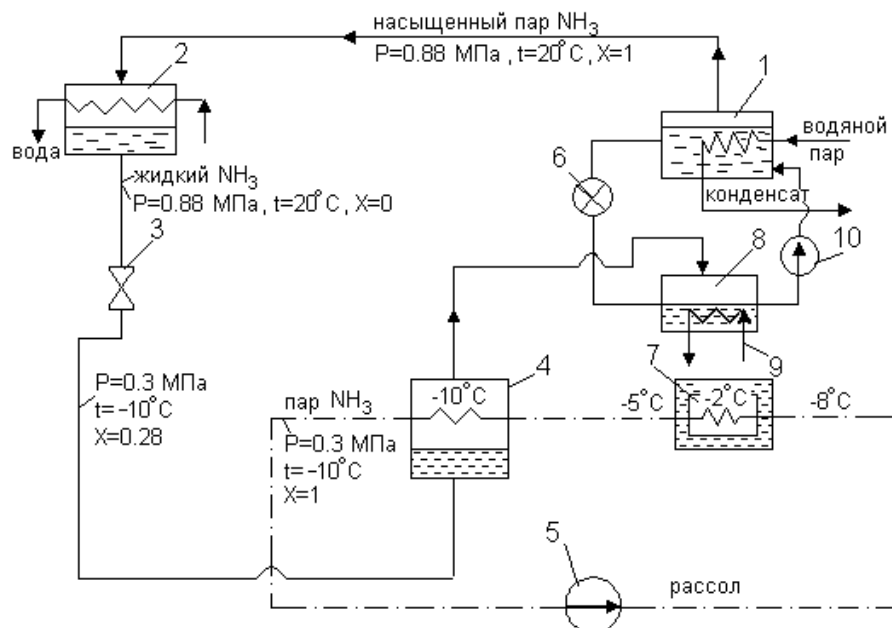 насыщенный пар NH₃
P=0.88 МПа , t=20°C, X=1
2
1
водяной
пар
вода
6
жидкий NH₃
P=0.88 МПа, t=20°C, X=0
конденсат
3
8
10
4
7
9
P=0.3 МПа
t= -10°C
X=0.28
пар NH₃
-10°C
-5°C
-2°C
-8°C
P=0.3 МПа
t= -10°C
X=1
5
рассол